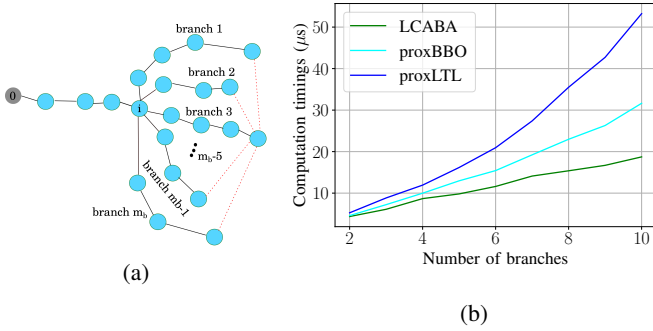 branch 1
branch 2
0
i
branch 3
m_b-5
branch mb-1
branch m_b
(a)
LCABA
proxBBO
proxLTL
Computation timings (μs)
50
40
30
20
10
2
4
6
8
10
Number of branches
(b)